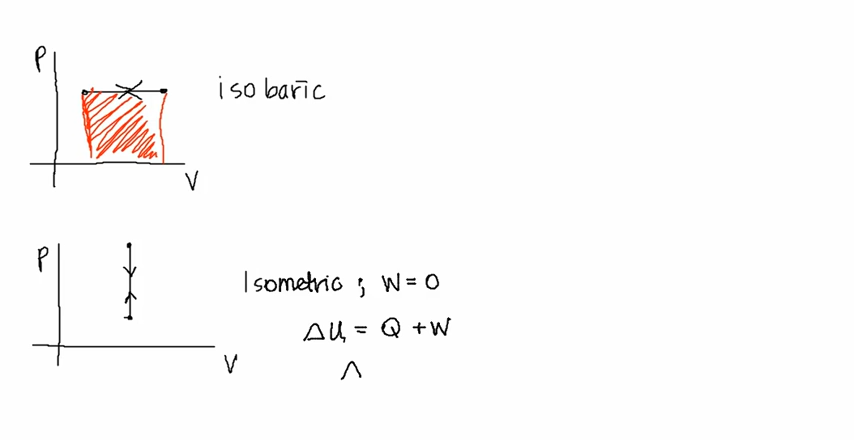 P
isobaric
V
P
Isometric ; W = 0
ΔU = Q + W
V
Λ